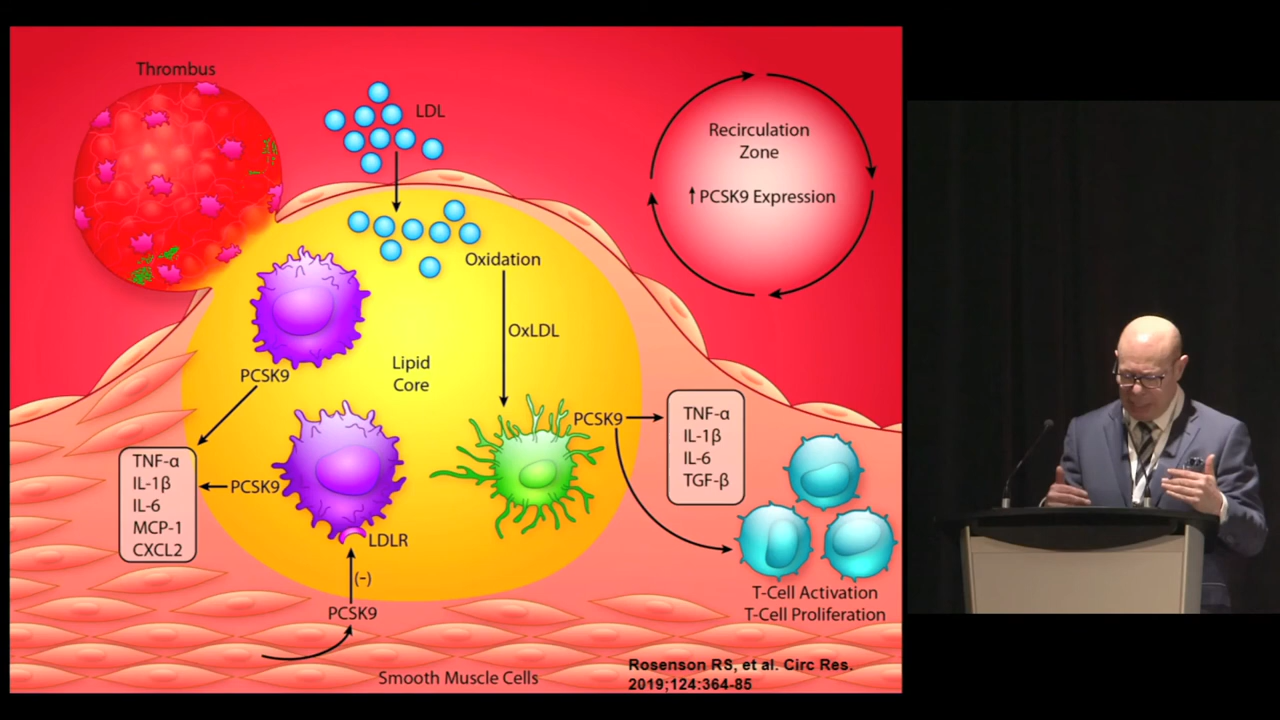 Thrombus
LDL
Recirculation
Zone
↑ PCSK9 Expression
Oxidation
OxLDL
Lipid
Core
PCSK9
PCSK9
TNF-α
IL-1β
IL-6
TGF-β
TNF-α
IL-1β
IL-6
MCP-1
CXCL2
PCSK9
LDLR
(-)
PCSK9
T-Cell Activation
T-Cell Proliferation
Smooth Muscle Cells
Rosenson RS, et al. Circ Res.
2019;124:364-85